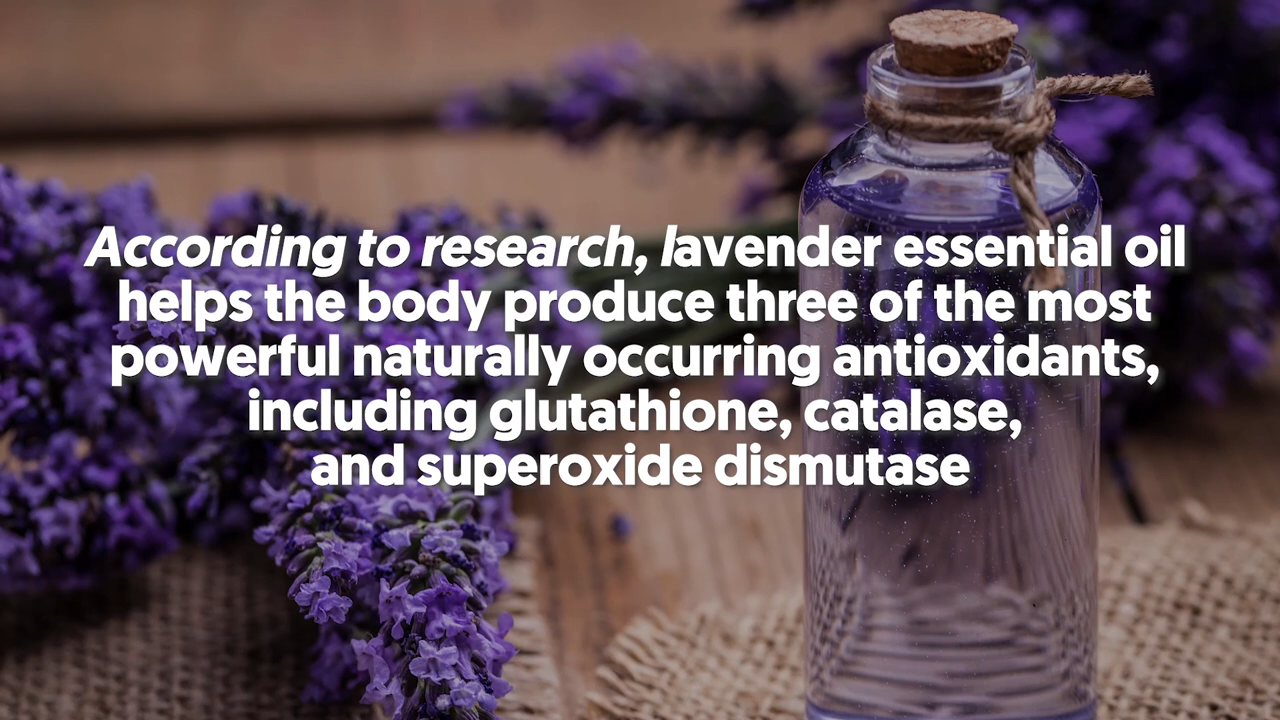 According to research, lavender essential oil
helps the body produce three of the most
powerful naturally occurring antioxidants,
including glutathione, catalase,
and superoxide dismutase